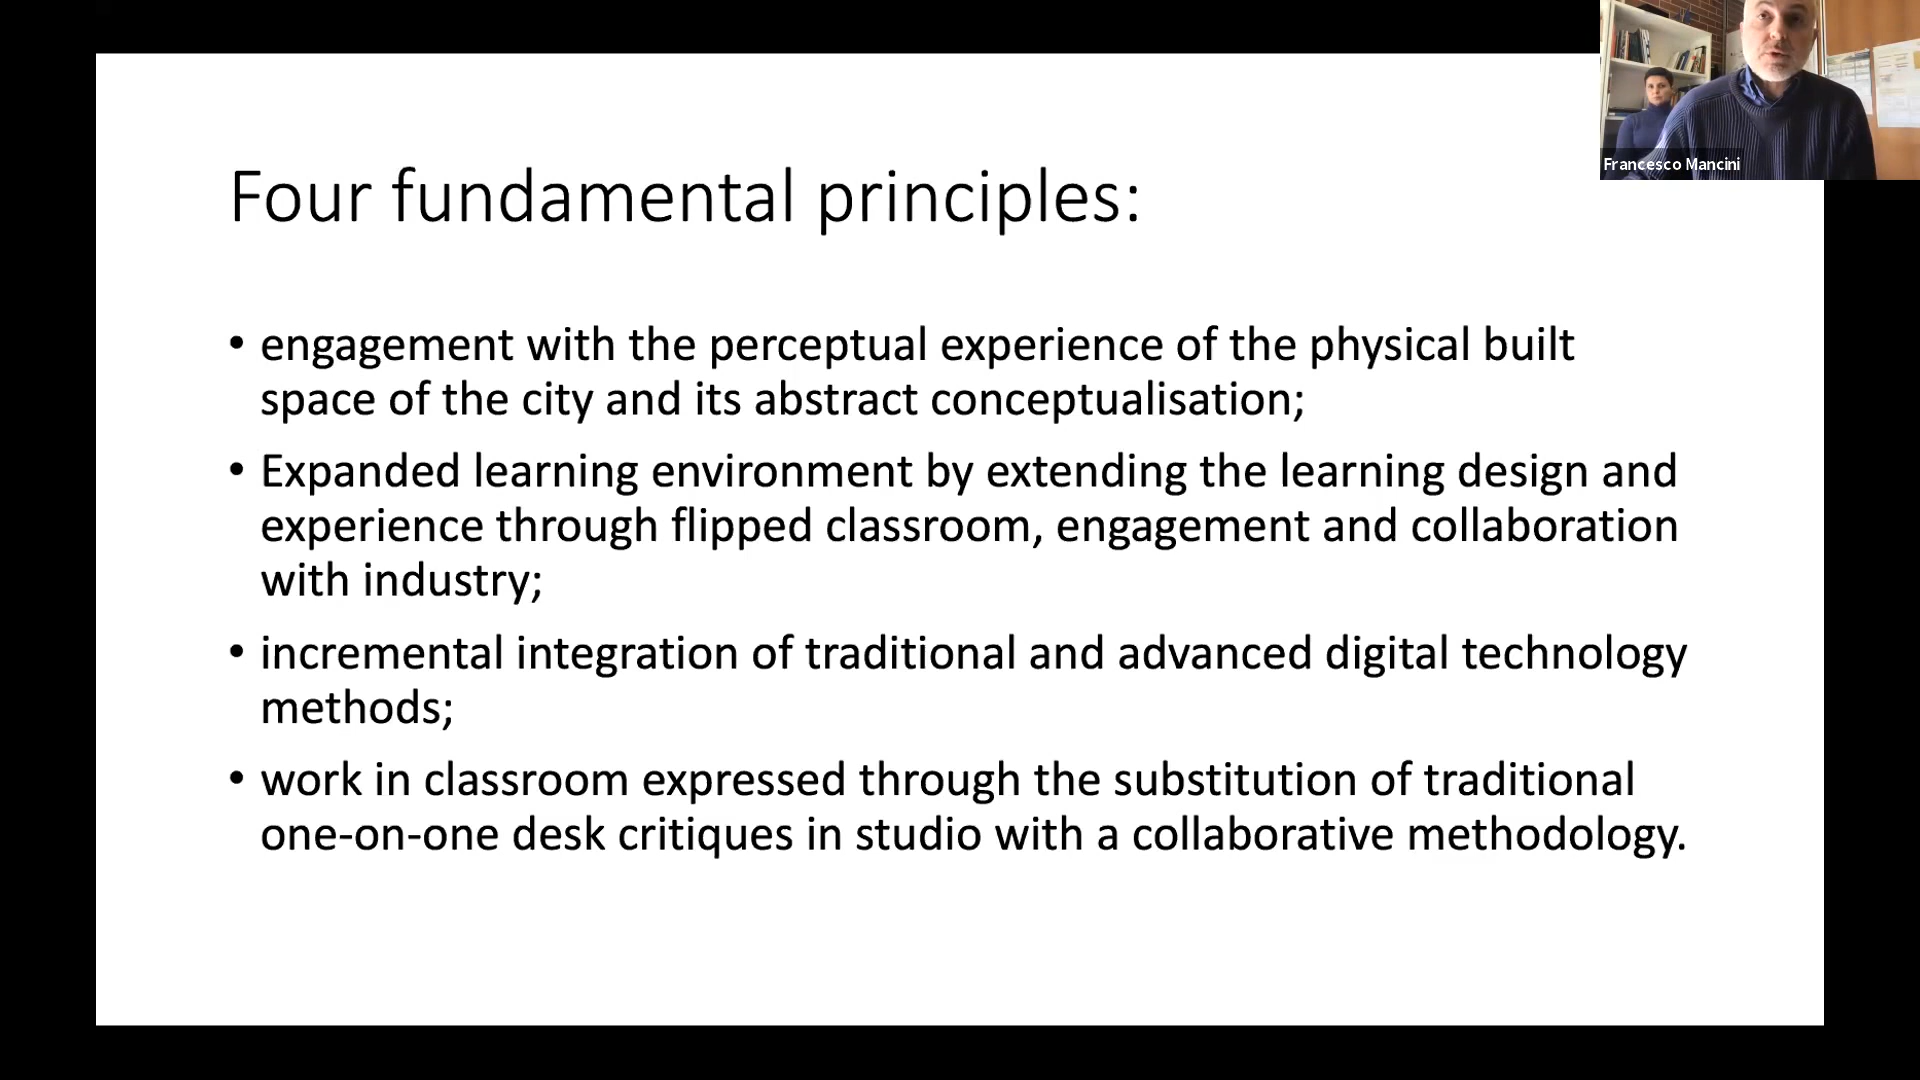 Four fundamental principles:
• engagement with the perceptual experience of the physical built
space of the city and its abstract conceptualisation;
• Expanded learning environment by extending the learning design and
experience through flipped classroom, engagement and collaboration
with industry;
• incremental integration of traditional and advanced digital technology
methods;
• work in classroom expressed through the substitution of traditional
one-on-one desk critiques in studio with a collaborative methodology.
Francesco Mancini